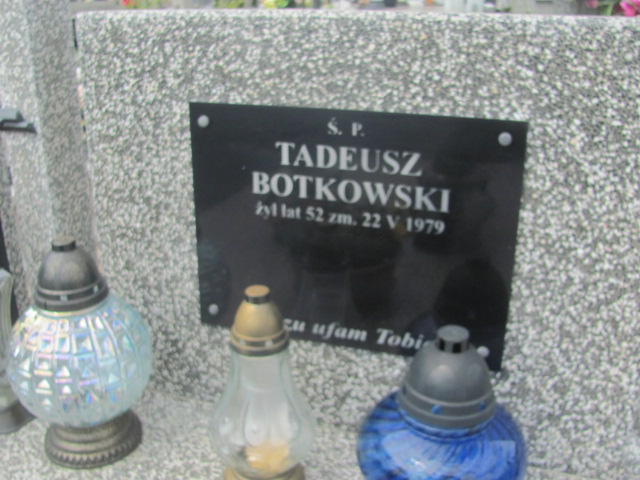 Ś. P.
TADEUSZ
BOTKOWSKI
żył lat 52 zm. 22 V 1979
ufam